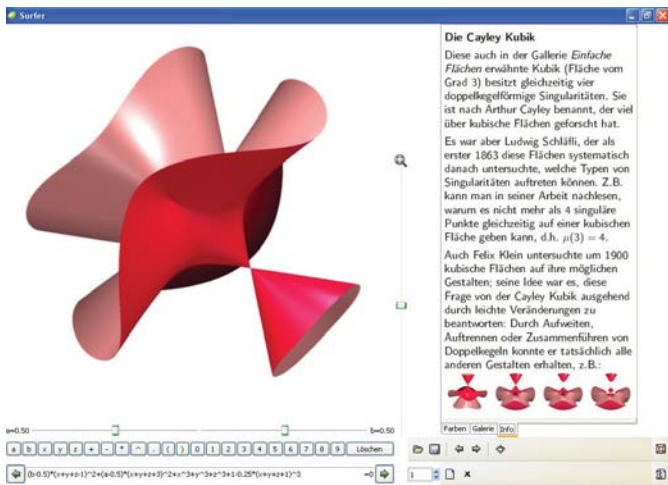 Surfer
Die Cayley Kubik
Diese auch in der Gallerie Einfache
Flächen erwähnte Kubik (Fläche vom
Grad 3) besitzt gleichzeitig vier
doppelkegelförmige Singularitäten. Sie
ist nach Arthur Cayley benannt, der viel
über kubische Flächen geforscht hat.
Es war aber Ludwig Schläfli, der als
erster 1863 diese Flächen systematisch
danach untersuchte, welche Typen von
Singularitäten auftreten können. Z.B.
kann man in seiner Arbeit nachlesen,
warum es nicht mehr als 4 singuläre
Punkte gleichzeitig auf einer kubischen
Fläche geben kann, d.h. μ(3) = 4.
Auch Felix Klein untersuchte um 1900
kubische Flächen auf ihre möglichen
Gestalten; seine Idee war es, diese
Frage von der Cayley Kubik ausgehend
durch leichte Veränderungen zu
beantworten: Durch Aufweiten,
Auftrennen oder Zusammenführen von
Doppelkegeln konnte er tatsächlich alle
anderen Gestalten erhalten, z.B.:
Farben Galerie Info
a=0.50 b=0.50
a b x y z + - * ^ . ( ) 0 1 2 3 4 5 6 7 8 9 Löschen
(b-0.5)*(x+y+z-1)^2+(a-0.5)*(x+y+z+3)^2+x^3+y^3+z^3+1-0.25*(x+y+z+1)^3 =0
1